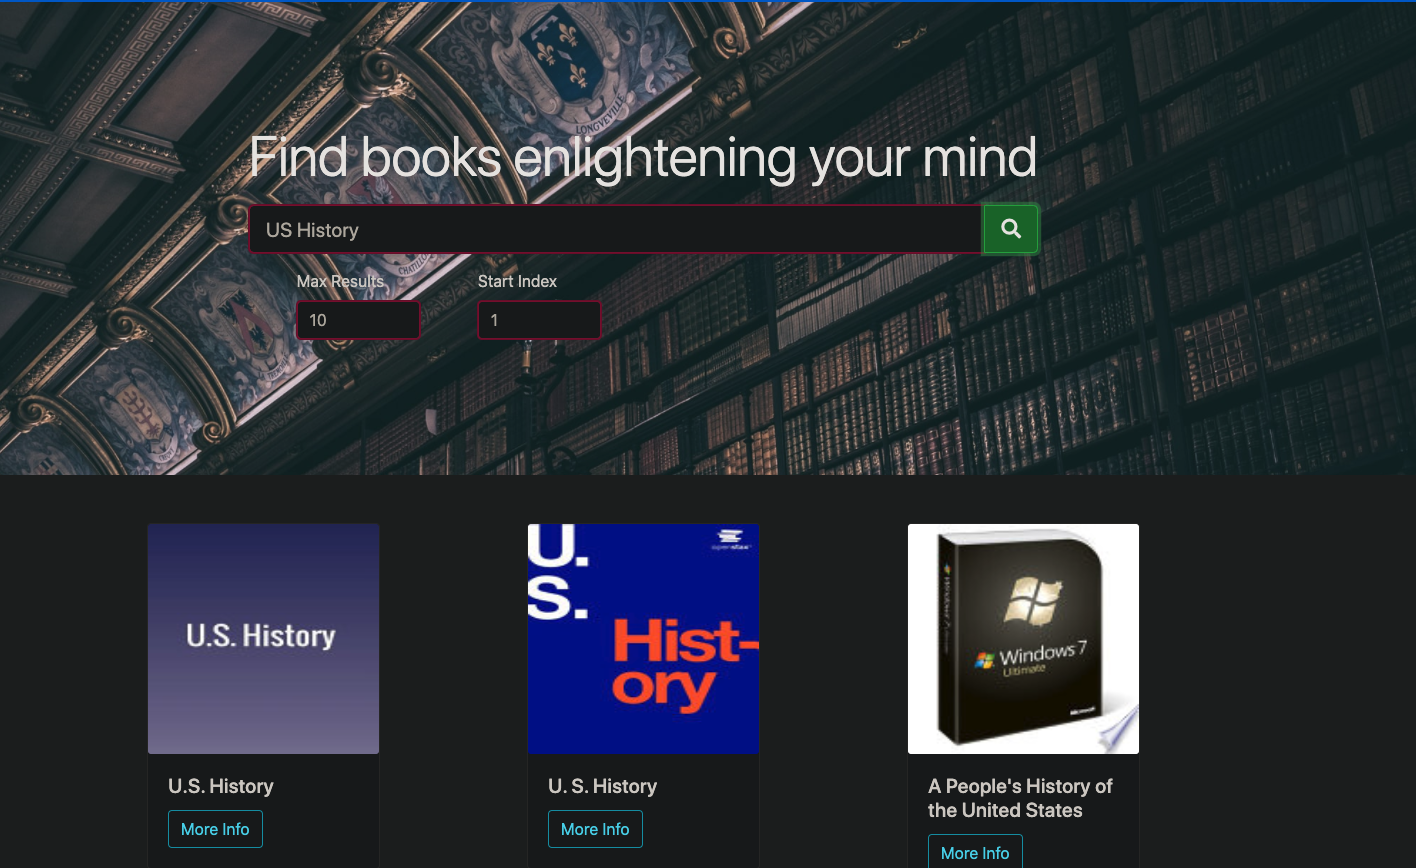 LONGVEVILLE
Find books enlightening your mind
US History
Max Results
Start Index
10
1
U.S. History
U.
S.
openstax
Hist-
ory
Windows 7
Ultimate
Microsoft
U.S. History
U. S. History
A People's History of
the United States
More Info
More Info
More Info